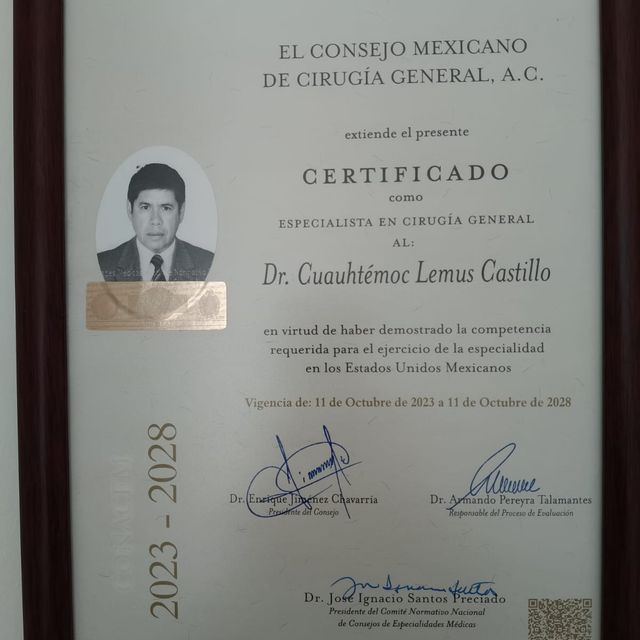 EL CONSEJO MEXICANO
DE CIRUGÍA GENERAL, A.C.
extiende el presente
CERTIFICADO
como
ESPECIALISTA EN CIRUGÍA GENERAL
AL:
Dr. Cuauhtémoc Lemus Castillo
en virtud de haber demostrado la competencia
requerida para el ejercicio de la especialidad
en los Estados Unidos Mexicanos
Vigencia de: 11 de Octubre de 2023 a 11 de Octubre de 2028
CONACEM
2023 - 2028
Dr. Enrique Jiménez Chavarría
Presidente del Consejo
Dr. Armando Pereyra Talamantes
Responsable del Proceso de Evaluación
Dr. José Ignacio Santos Preciado
Presidente del Comité Normativo Nacional
de Consejos de Especialidades Médicas